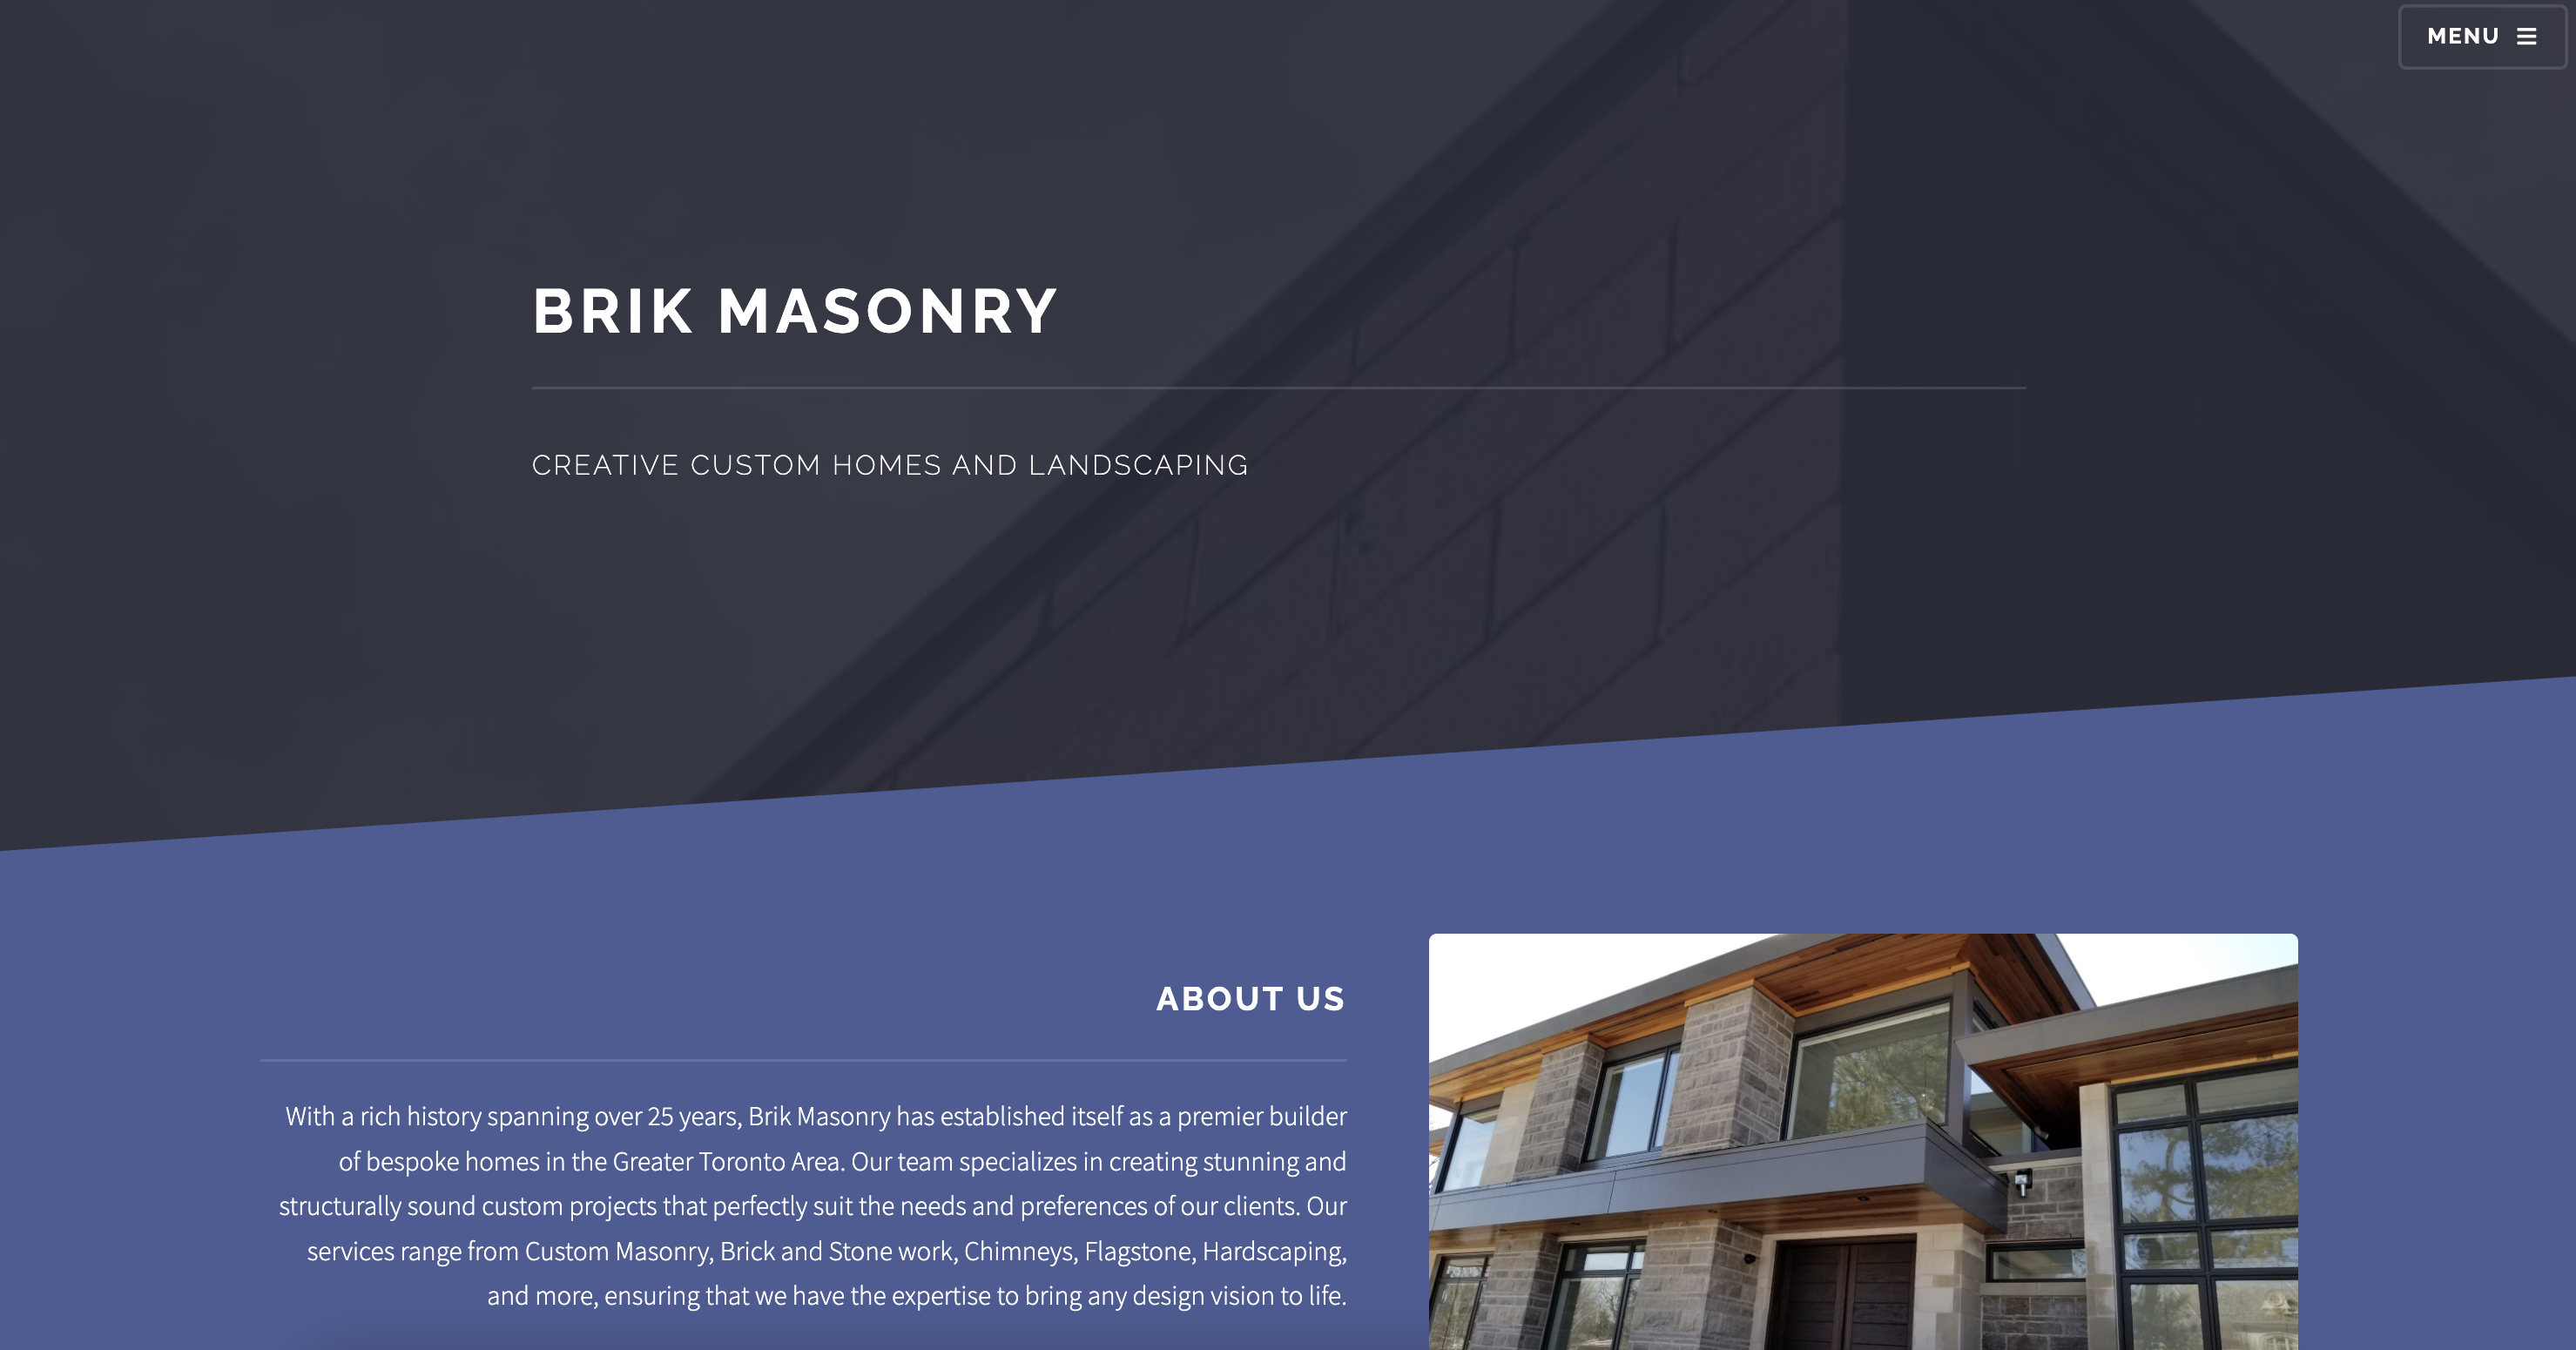 MENU
BRIK MASONRY
CREATIVE CUSTOM HOMES AND LANDSCAPING
ABOUT US
With a rich history spanning over 25 years, Brik Masonry has established itself as a premier builder
of bespoke homes in the Greater Toronto Area. Our team specializes in creating stunning and
structurally sound custom projects that perfectly suit the needs and preferences of our clients. Our
services range from Custom Masonry, Brick and Stone work, Chimneys, Flagstone, Hardscaping,
and more, ensuring that we have the expertise to bring any design vision to life.